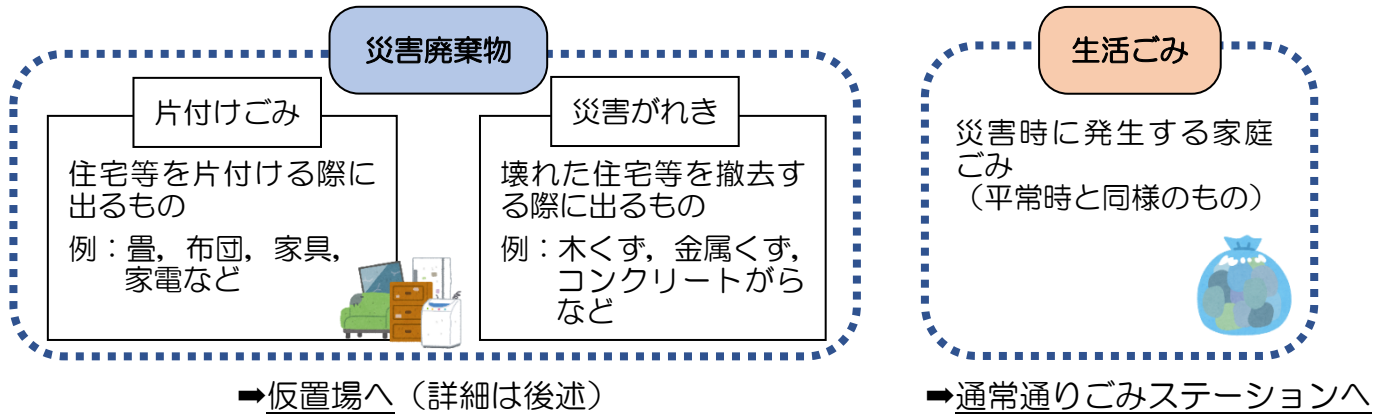 災害廃棄物
片付けごみ
住宅等を片付ける際に
出るもの
例：畳，布団，家具，
家電など
災害がれき
壊れた住宅等を撤去す
る際に出るもの
例：木くず，金属くず，
コンクリートがら
など
➡仮置場へ（詳細は後述）
生活ごみ
災害時に発生する家庭
ごみ
（平常時と同様のもの）
➡通常通りごみステーションへ